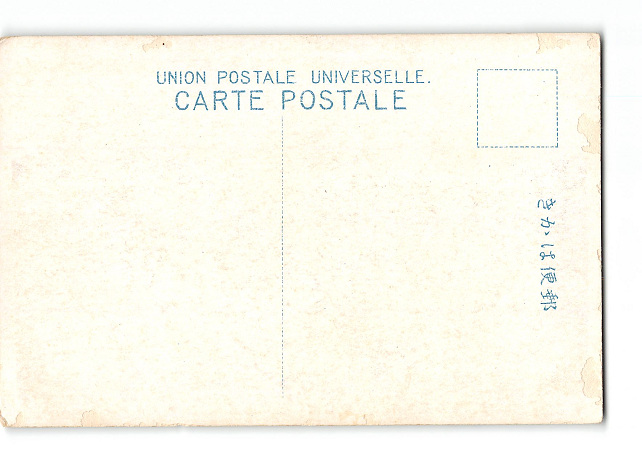 UNION POSTALE UNIVERSELLE.
CARTE POSTALE
きかは便郵